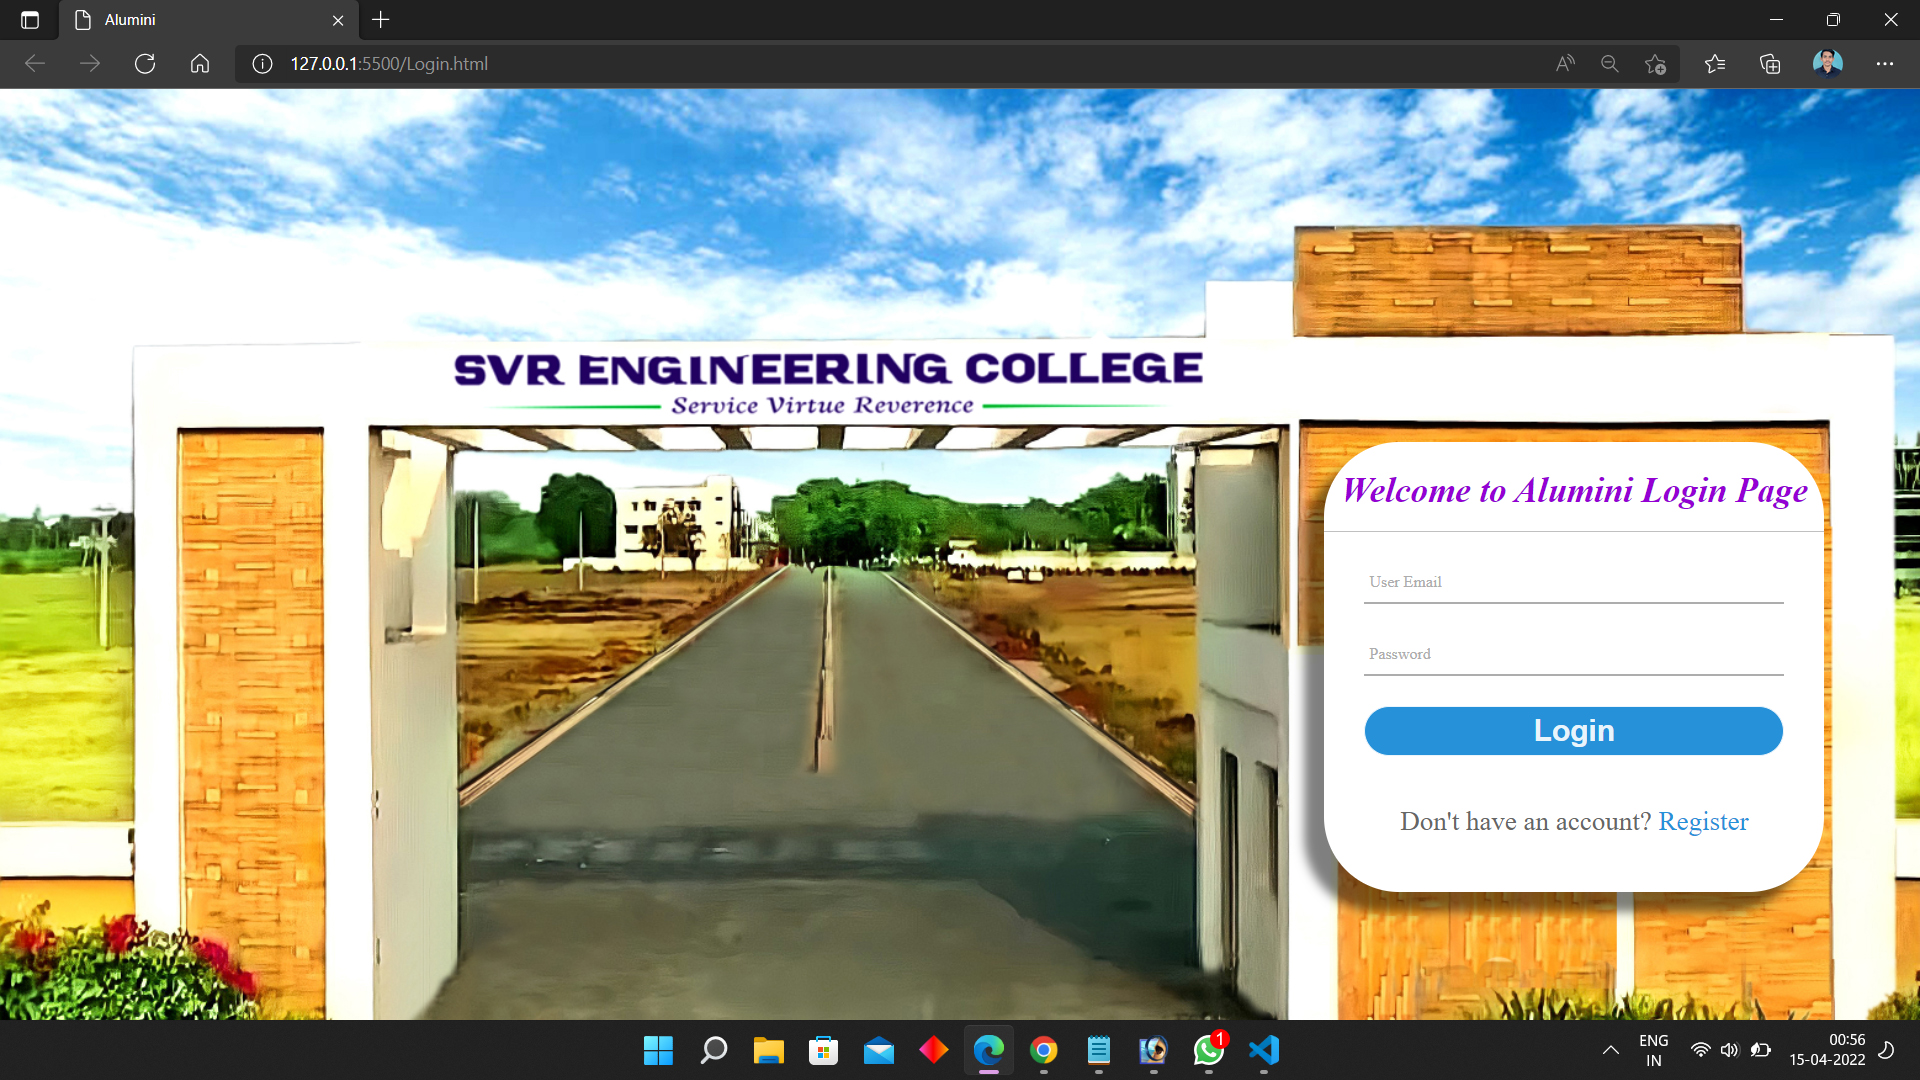 Alumini
127.0.0.1:5500/Login.html
SVR ENGINEERING COLLEGE
Service Virtue Reverence
Welcome to Alumini Login Page
User Email
Password
Login
Don't have an account? Register
1
ENG
IN
00:56
15-04-2022